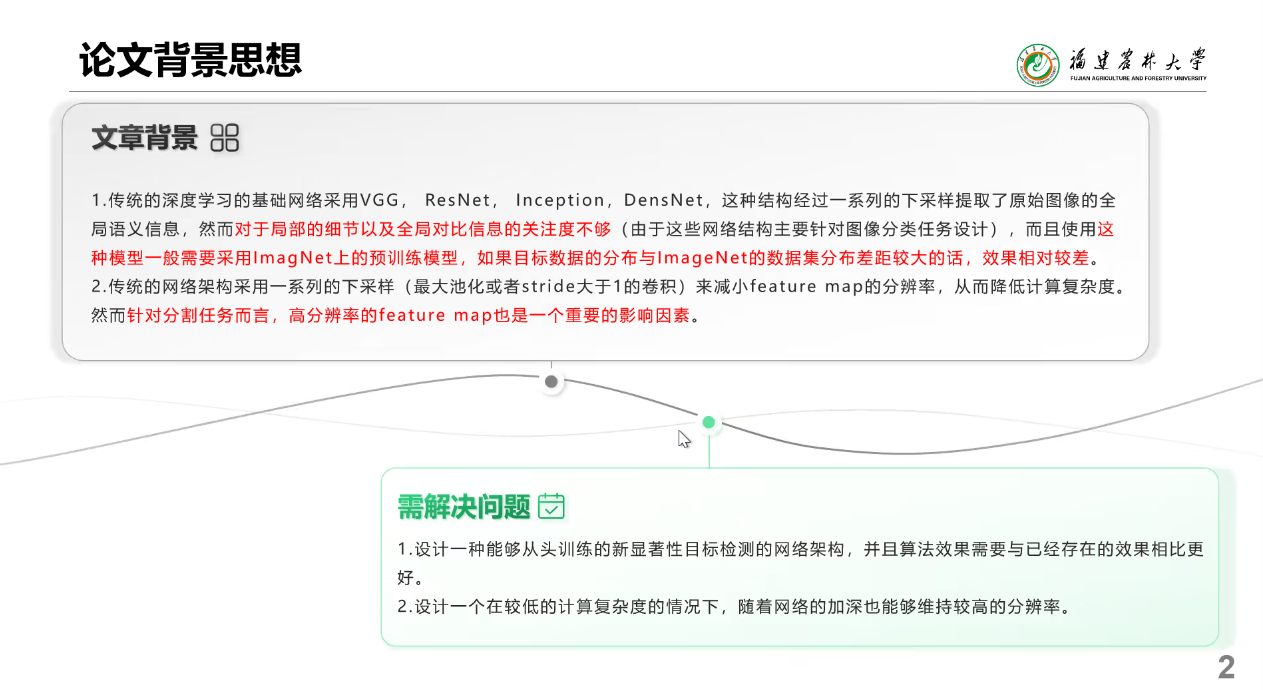 论文背景思想
福建农林大学
FUJIAN AGRICULTURE AND FORESTRY UNIVERSITY
文章背景
1.传统的深度学习的基础网络采用VGG， ResNet， Inception，DensNet，这种结构经过一系列的下采样提取了原始图像的全
局语义信息，然而对于局部的细节以及全局对比信息的关注度不够（由于这些网络结构主要针对图像分类任务设计），而且使用这
种模型一般需要采用ImagNet上的预训练模型，如果目标数据的分布与ImageNet的数据集分布差距较大的话，效果相对较差。
2.传统的网络架构采用一系列的下采样（最大池化或者stride大于1的卷积）来减小feature map的分辨率，从而降低计算复杂度。
然而针对分割任务而言，高分辨率的feature map也是一个重要的影响因素。
需解决问题
1.设计一种能够从头训练的新显著性目标检测的网络架构，并且算法效果需要与已经存在的效果相比更
好。
2.设计一个在较低的计算复杂度的情况下，随着网络的加深也能够维持较高的分辨率。
2